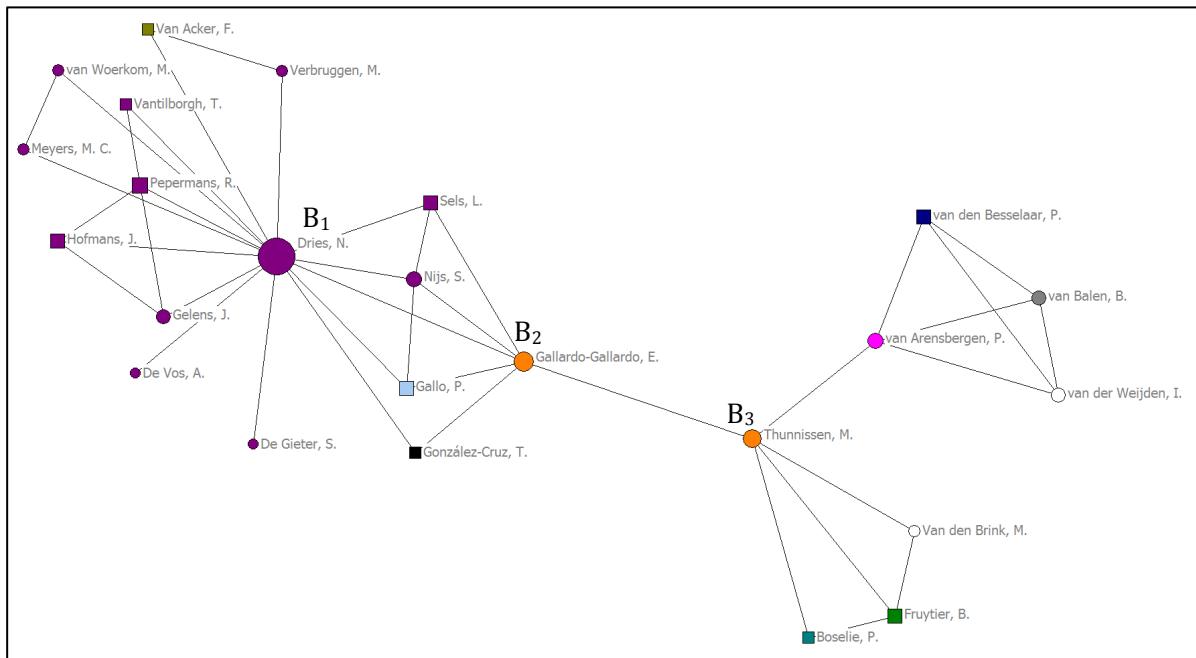 Van Acker, F.
van Woerkom, M.
Verbruggen, M.
Vantilborgh, T.
Meyers, M. C.
Pepermans, R.
Sels, L.
B1
Hofmans, J.
Dries, N.
van den Besselaar, P.
Nijs, S.
van Balen, B.
Gelens, J.
B2
van Arensbergen, P.
Gallardo-Gallardo, E.
De Vos, A.
Gallo, P.
van der Weijden, I.
B3
Thunnissen, M.
De Gieter, S.
González-Cruz, T.
Van den Brink, M.
Fruytier, B.
Boselie, P.